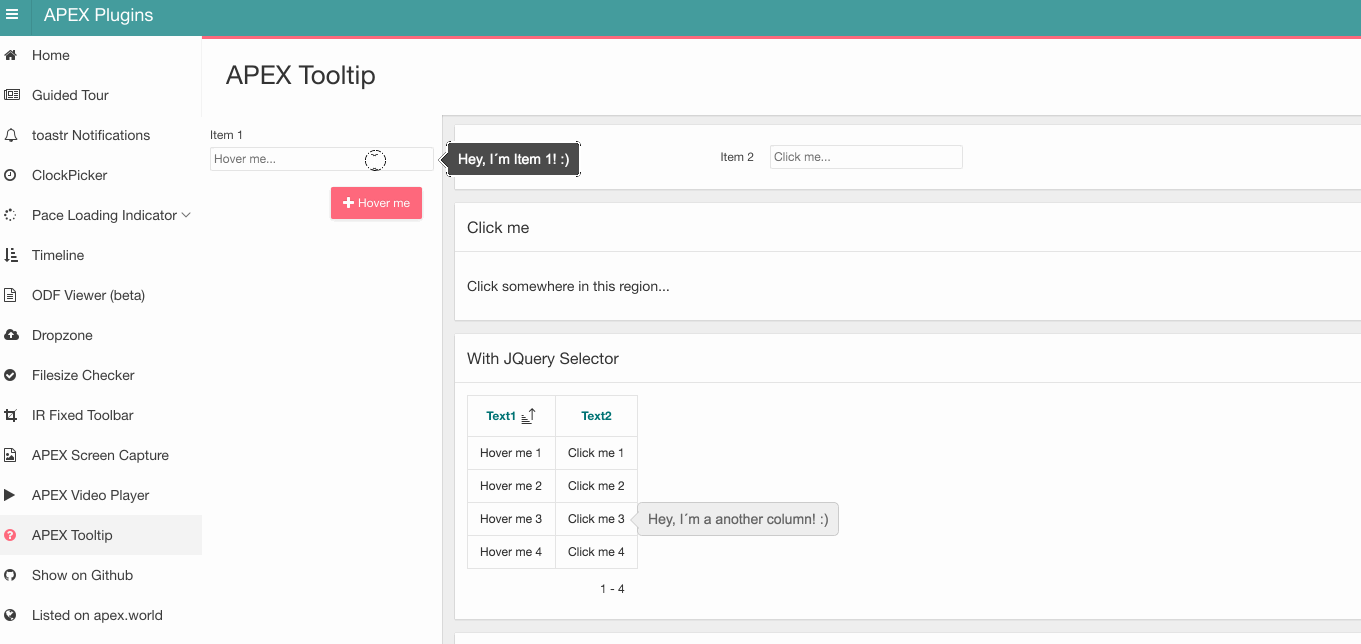 APEX Plugins
Home
Guided Tour
toastr Notifications
ClockPicker
Pace Loading Indicator
Timeline
ODF Viewer (beta)
Dropzone
Filesize Checker
IR Fixed Toolbar
APEX Screen Capture
APEX Video Player
APEX Tooltip
Show on Github
Listed on apex.world
APEX Tooltip
Item 1
Hover me...
Hey, I´m Item 1! :)
Hover me
Item 2 Click me...
Click me
Click somewhere in this region...
With JQuery Selector
Text1 Text2
Hover me 1 Click me 1
Hover me 2 Click me 2
Hover me 3 Click me 3 Hey, I´m a another column! :)
Hover me 4 Click me 4
1 - 4